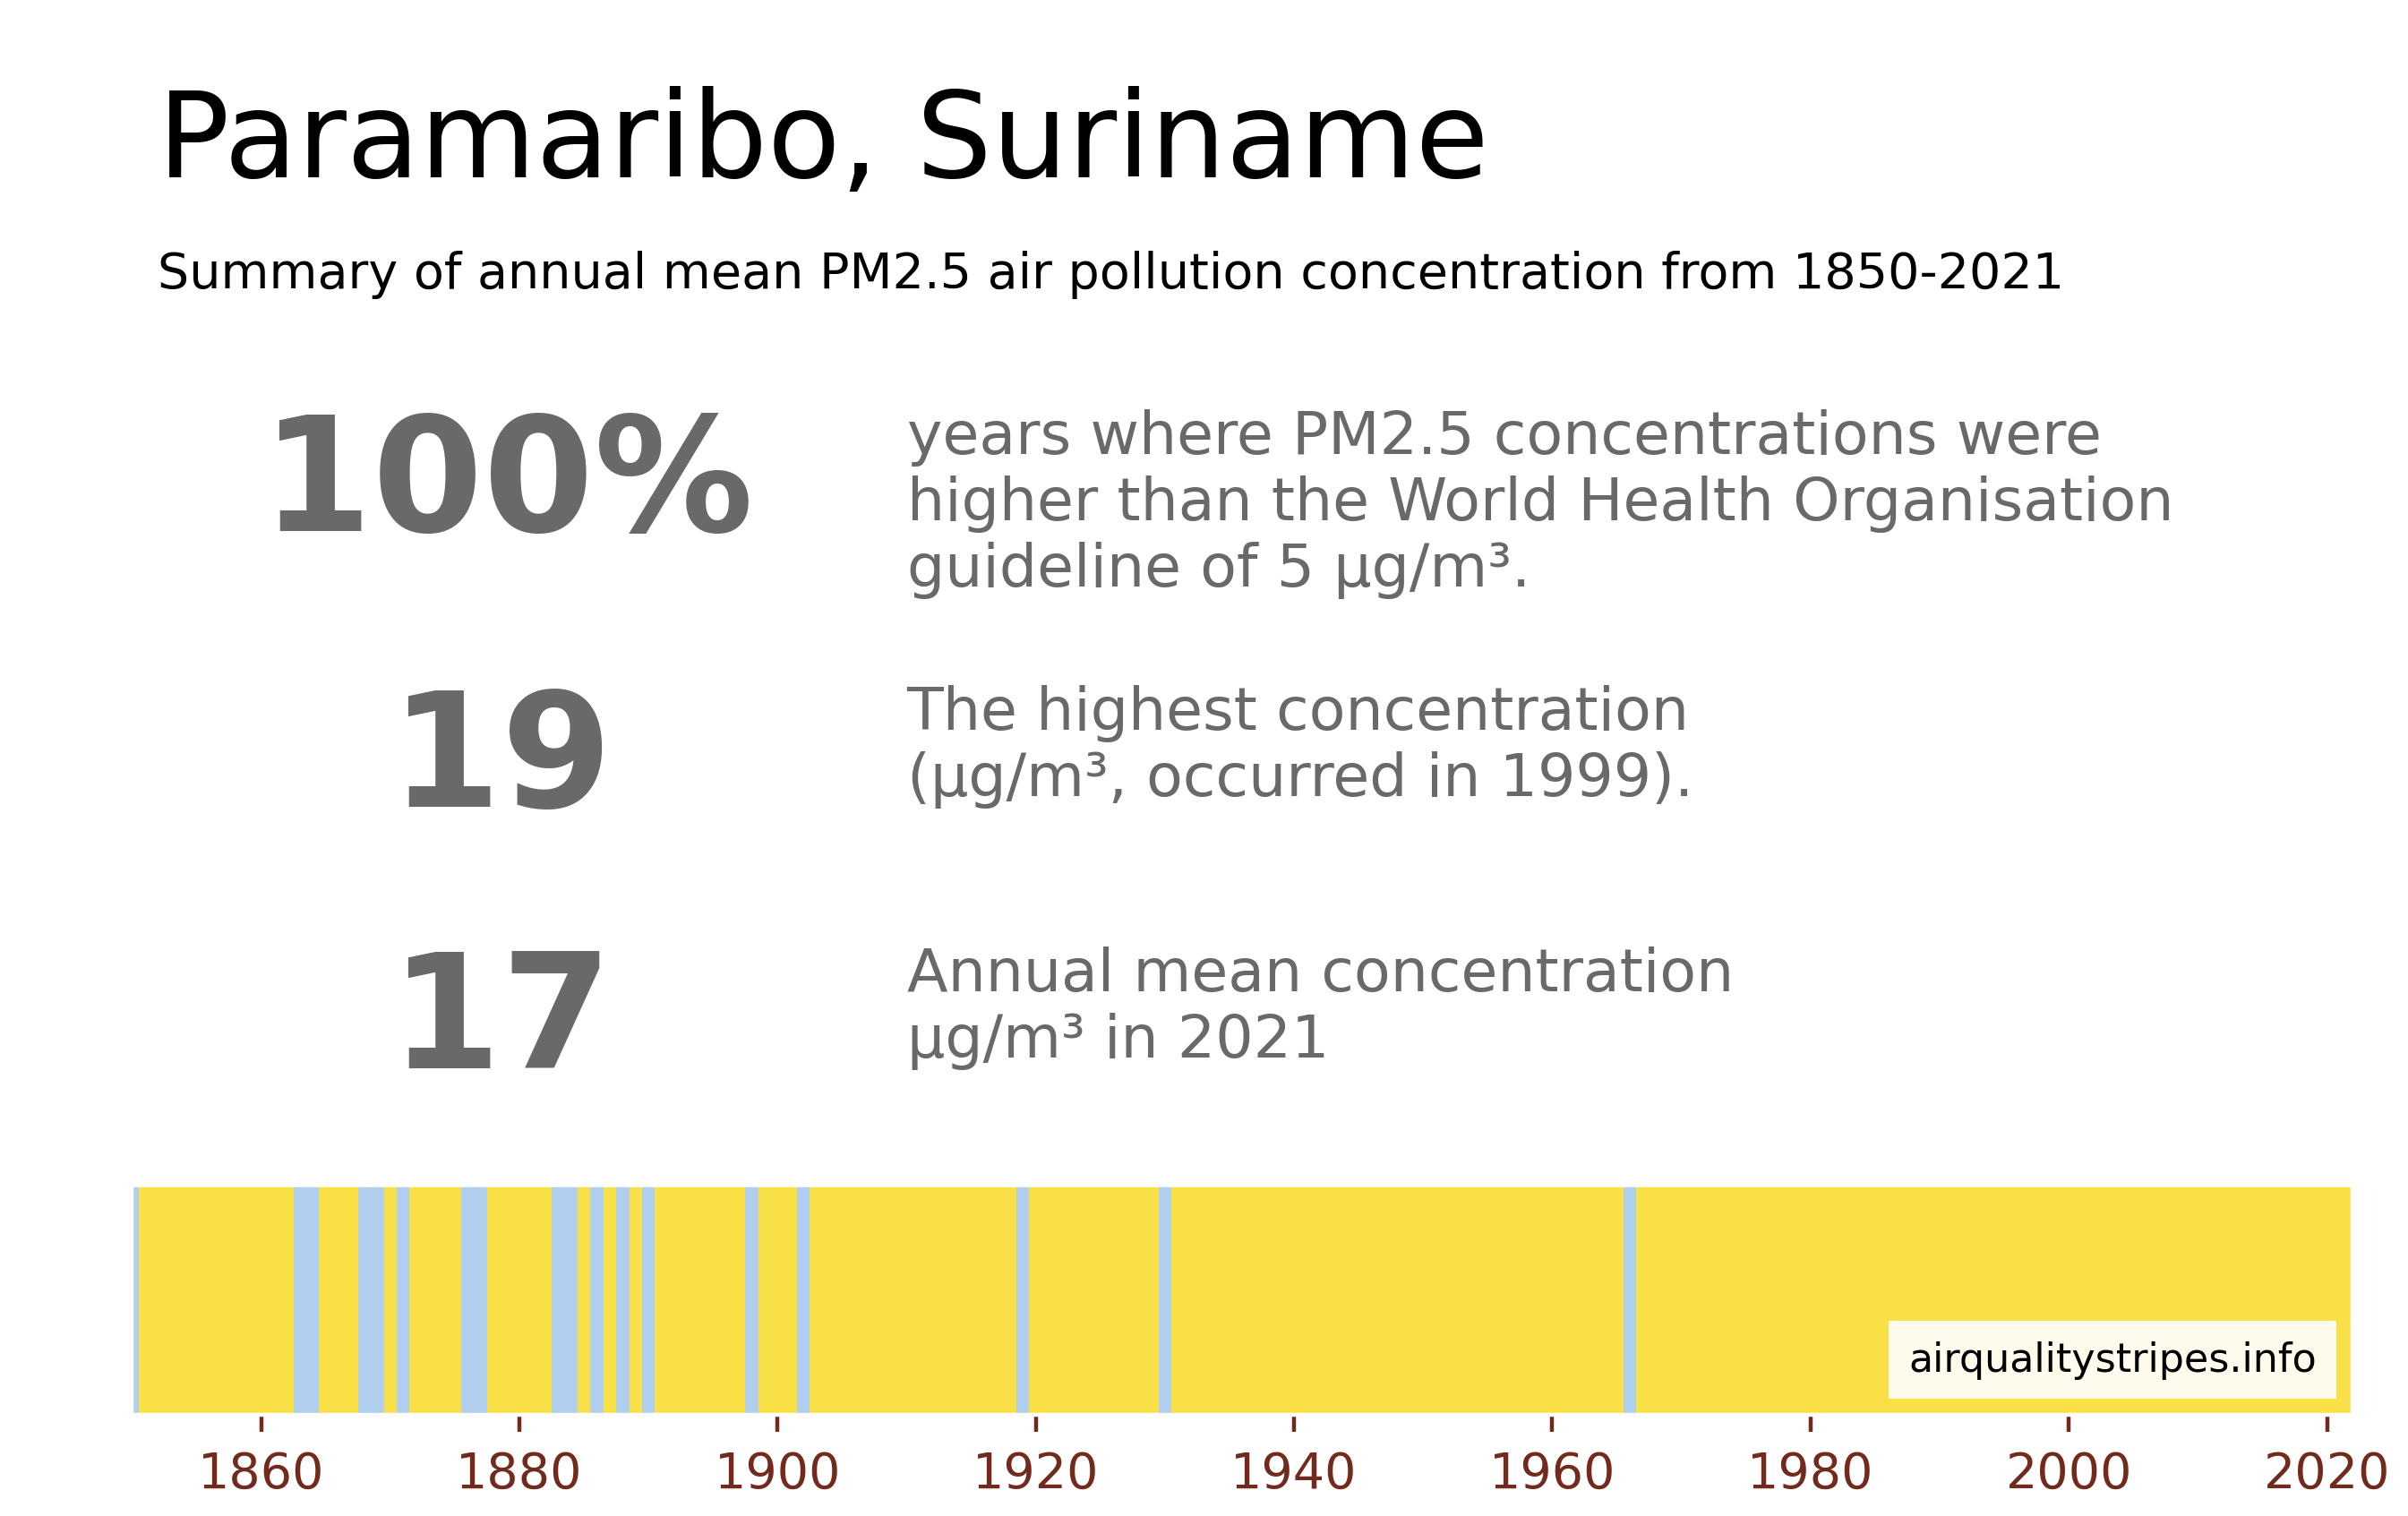 Paramaribo, Suriname
Summary of annual mean PM2.5 air pollution concentration from 1850-2021
100%
years where PM2.5 concentrations were
higher than the World Health Organisation
guideline of 5 µg/m³.
19
The highest concentration
(µg/m³, occurred in 1999).
17
Annual mean concentration
µg/m³ in 2021
airqualitystripes.info
1860 1880 1900 1920 1940 1960 1980 2000 2020